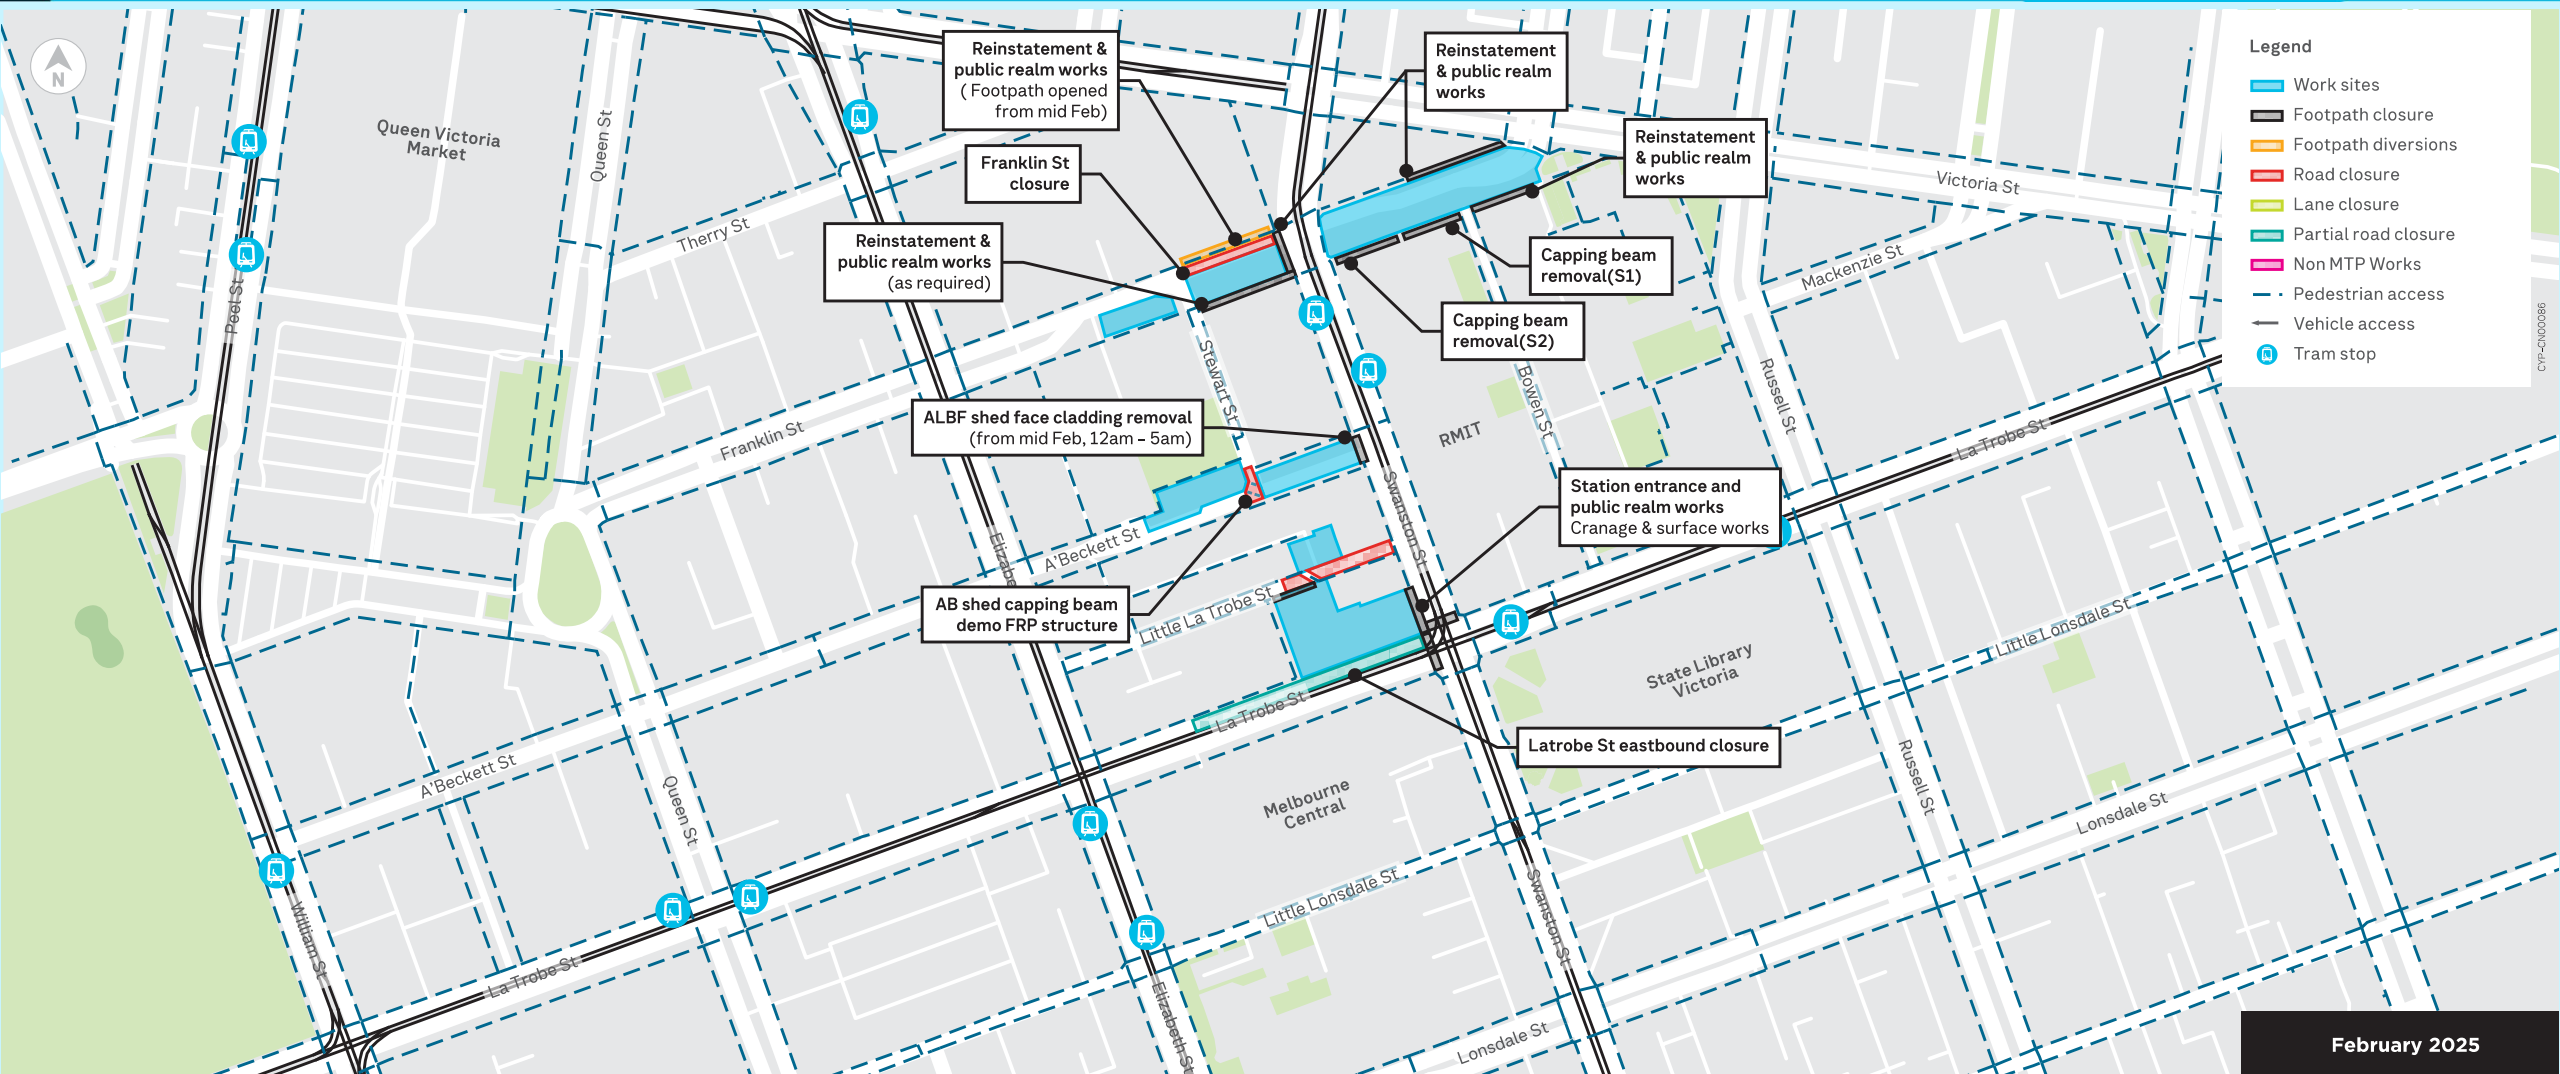 N
Queen Victoria
Market
Queen St
Peel St
Therry St
Franklin St
Reinstatement &
public realm works
( Footpath opened
from mid Feb)
Franklin St
closure
Reinstatement &
public realm works
(as required)
Reinstatement
& public realm
works
Reinstatement
& public realm
works
Capping beam
removal(S1)
Capping beam
removal(S2)
Victoria St
Mackenzie St
Legend
Work sites
Footpath closure
Footpath diversions
Road closure
Lane closure
Partial road closure
Non MTP Works
Pedestrian access
Vehicle access
Tram stop
CYP-CN00086
Stewart St
Bowen St
Russell St
RMIT
La Trobe St
ALBF shed face cladding removal
(from mid Feb, 12am – 5am)
Swanston St
Station entrance and
public realm works
Cranage & surface works
A'Beckett St
AB shed capping beam
demo FRP structure
Little La Trobe St
La Trobe St
State Library
Victoria
Little Lonsdale St
Latrobe St eastbound closure
A'Beckett St
Queen St
Melbourne
Central
Russell St
Lonsdale St
Little Lonsdale St
Swanston St
William St
La Trobe St
Elizabeth St
Lonsdale St
February 2025